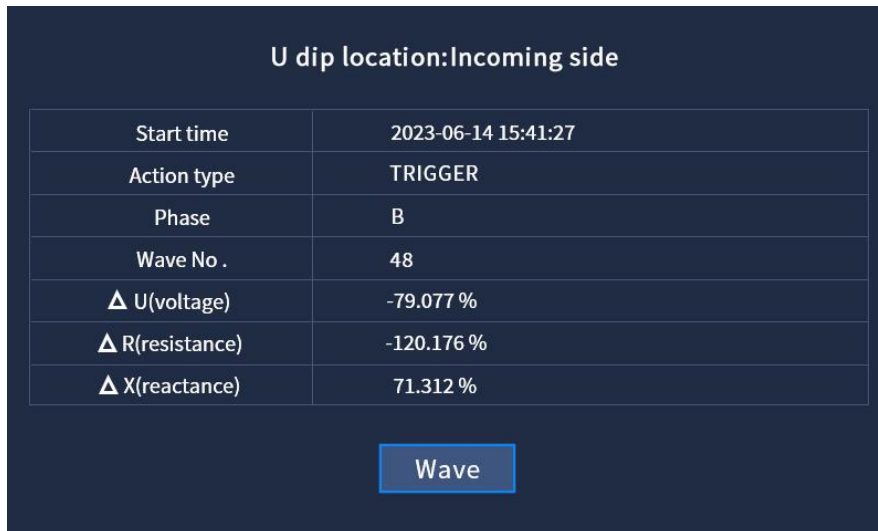 U dip location:Incoming side
Start time 2023-06-14 15:41:27
Action type TRIGGER
Phase B
Wave No . 48
Δ U(voltage) -79.077 %
Δ R(resistance) -120.176 %
Δ X(reactance) 71.312 %
Wave